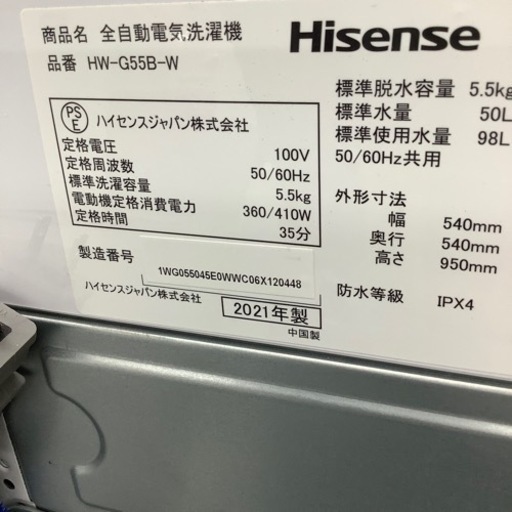 商品名 全自動電気洗濯機
品番 HW-G55B-W
Hisense
PS
E
ハイセンスジャパン株式会社
定格電圧 100V
定格周波数 50/60Hz
標準洗濯容量 5.5kg
電動機定格消費電力 360/410W
定格時間 35分
製造番号 1WG055045E0WWC06X120448
ハイセンスジャパン株式会社 2021年製
中国製
標準脱水容量 5.5kg
標準水量 50L
標準使用水量 98L
50/60Hz共用
外形寸法
幅 540mm
奥行 540mm
高さ 950mm
防水等級 IPX4